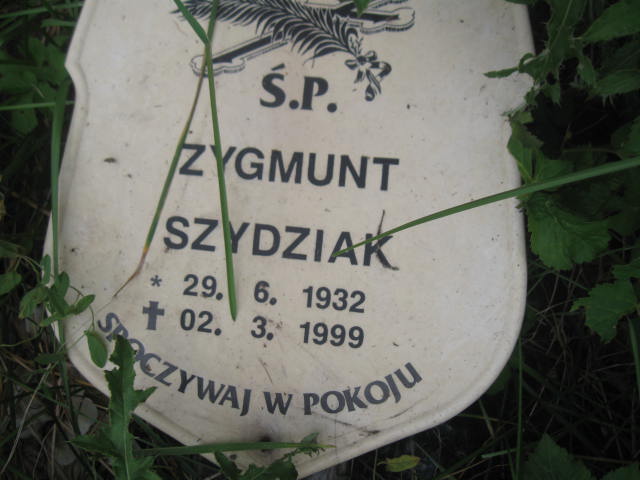 Ś.P.
ZYGMUNT
SZYDZIAK
* 29. 6. 1932
✝ 02. 3. 1999
SPOCZYWAJ W POKOJU